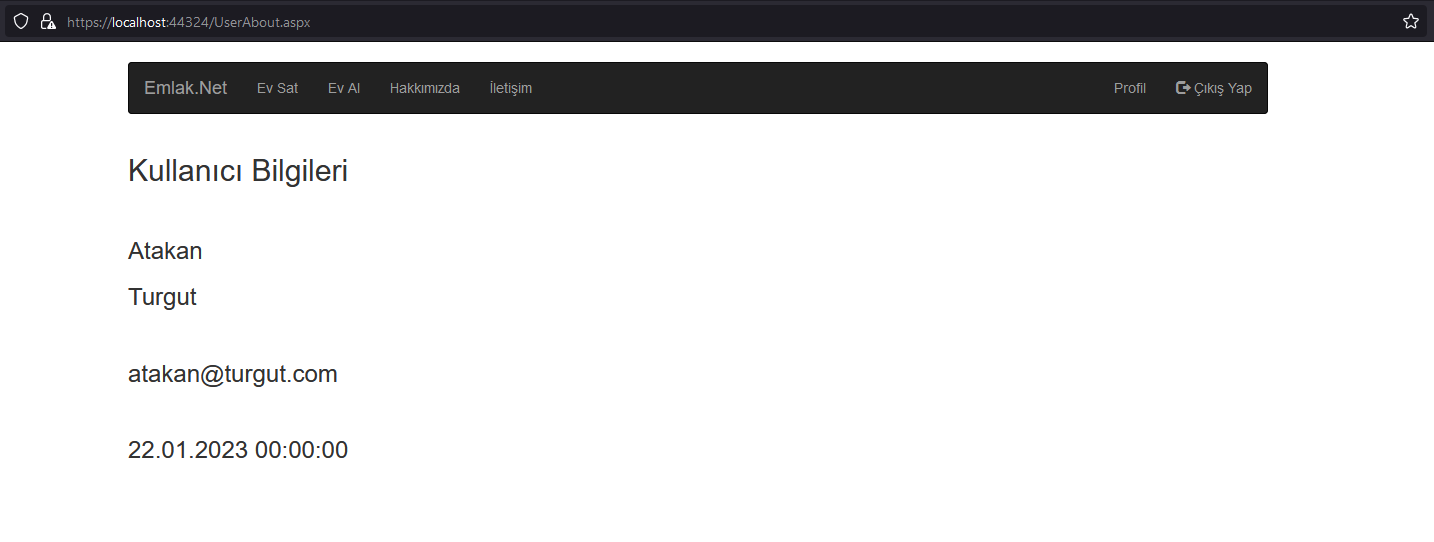 https://localhost:44324/UserAbout.aspx
Emlak.Net Ev Sat Ev Al Hakkımızda İletişim Profil Çıkış Yap
Kullanıcı Bilgileri
Atakan
Turgut
atakan@turgut.com
22.01.2023 00:00:00